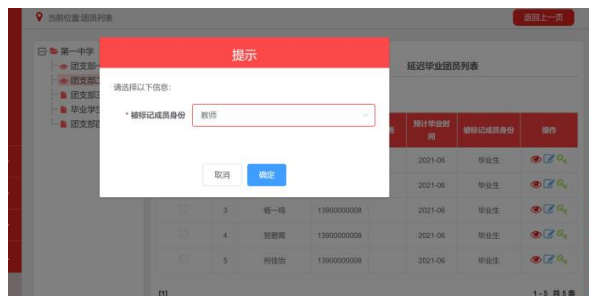 当前位置:团员列表
返回上一页
第一中学
团支部一
团支部二
团支部三
毕业学生
团支部四
提示
请选择以下信息:
* 被标记成员身份 教师
取消 确定
延迟毕业团员列表
预计毕业时间 被标记成员身份 操作
2021-06 毕业生
2021-06 毕业生
3 杨一鸣 13900000008 2021-06 毕业生
4 贺碧霄 13900000008 2021-06 毕业生
5 何佳怡 13900000008 2021-06 毕业生
[1] 1-5 共5条